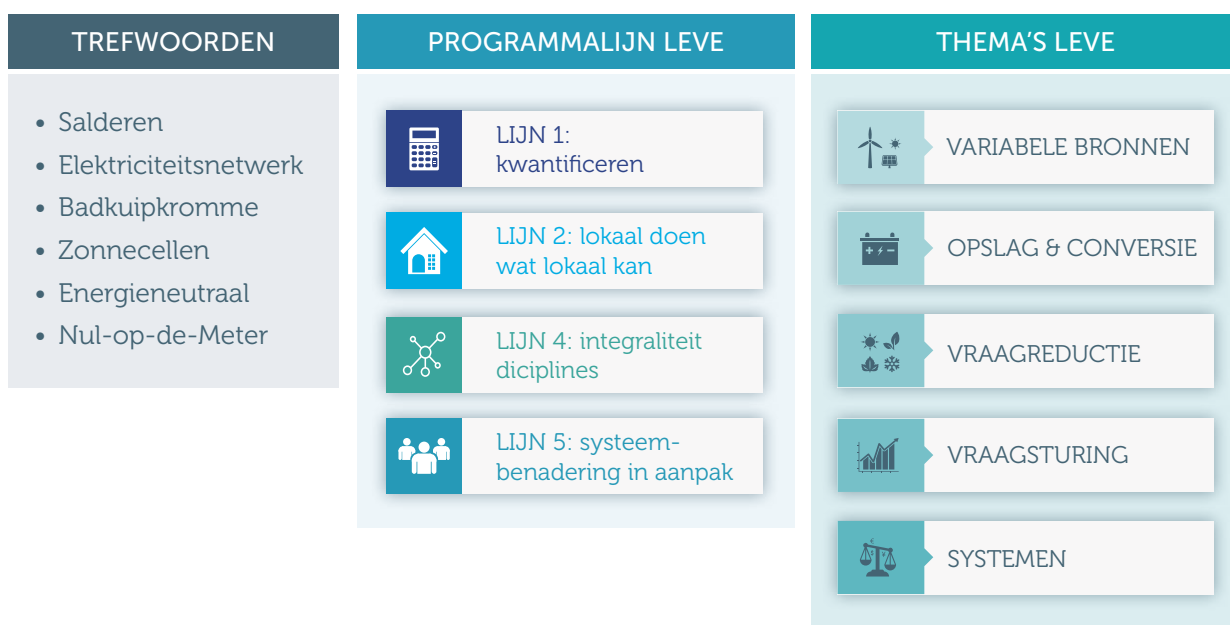 TREFWOORDEN
• Salderen
• Elektriciteitsnetwerk
• Badkuipkromme
• Zonnecellen
• Energieneutraal
• Nul-op-de-Meter
PROGRAMMALIJN LEVE
LIJN 1:
kwantificeren
LIJN 2: lokaal doen
wat lokaal kan
LIJN 4: integraliteit
diciplines
LIJN 5: systeem-
benadering in aanpak
THEMA'S LEVE
VARIABELE BRONNEN
OPSLAG & CONVERSIE
VRAAGREDUCTIE
VRAAGSTURING
SYSTEMEN